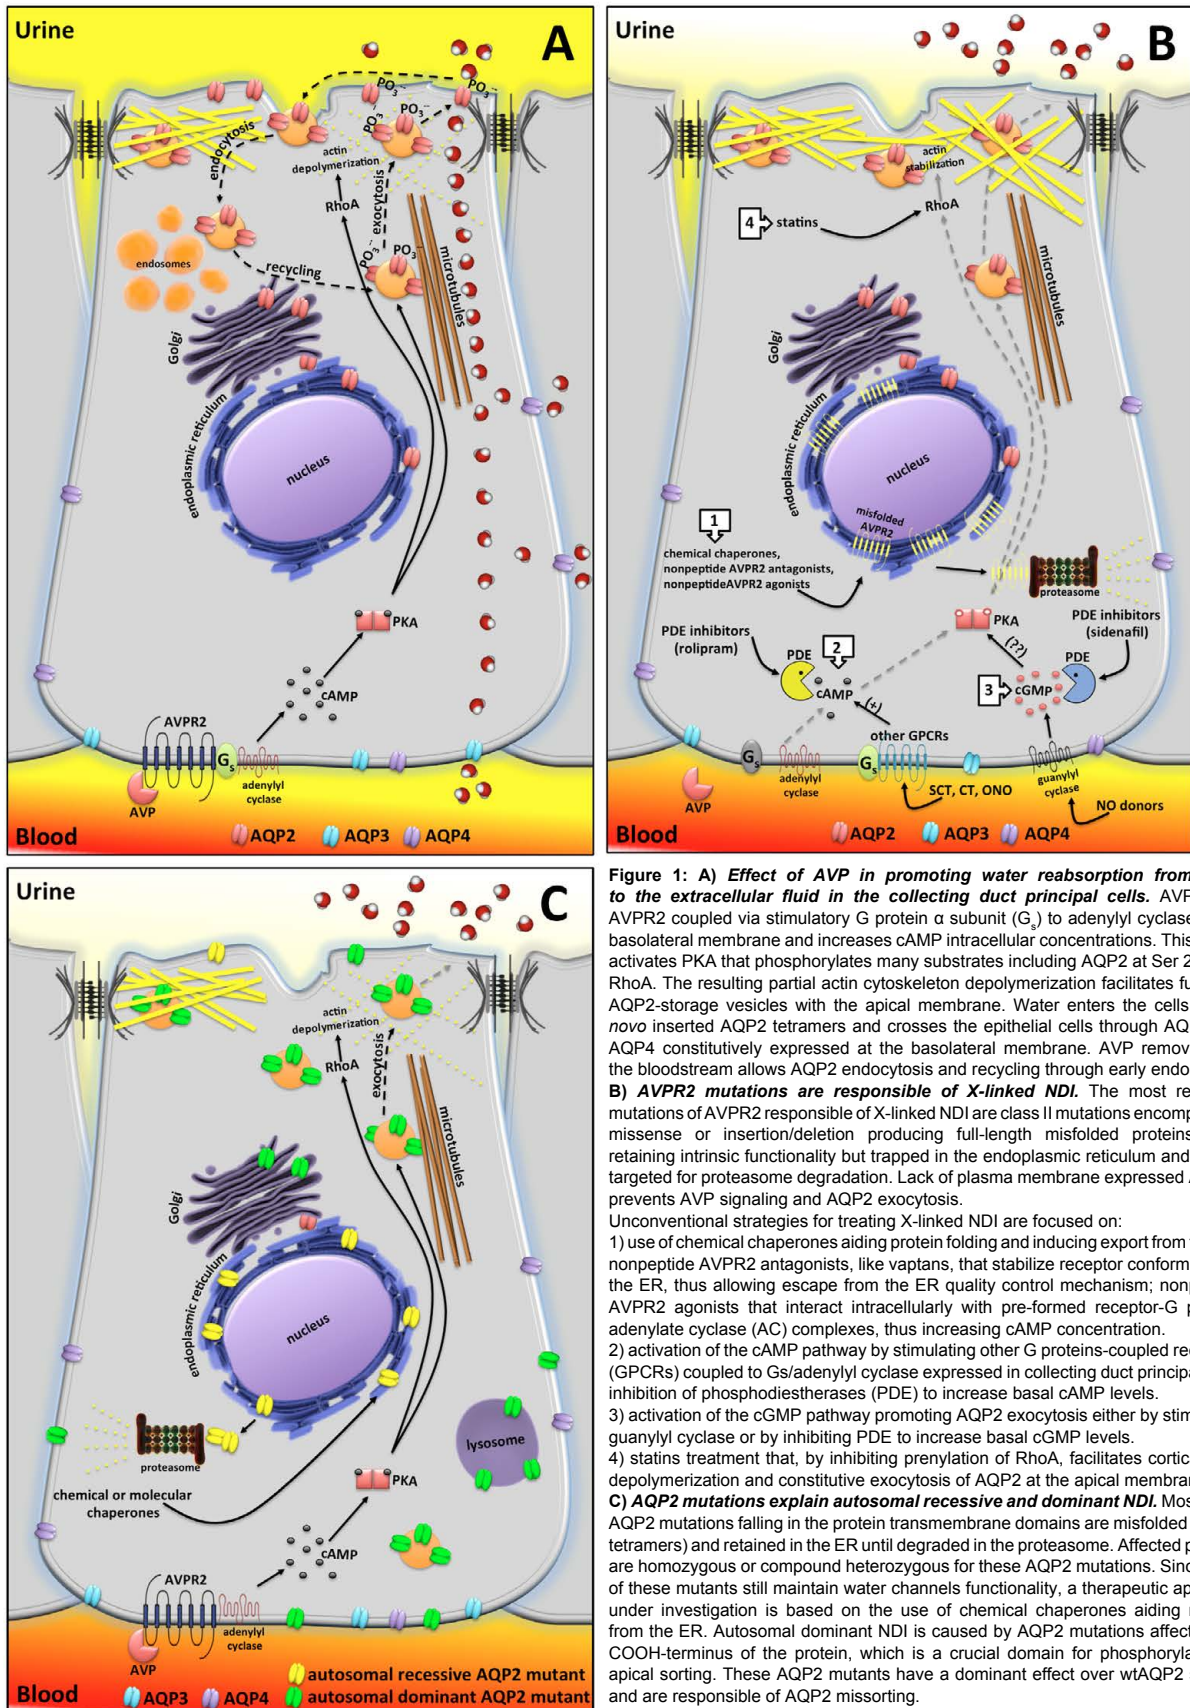 Urine
A
PO3--
PO3--
PO3--
PO3--
endocytosis
actin
depolymerization
RhoA
exocytosis
PO3--
PO3--
endosomes
recycling
microtubules
Golgi
endoplasmic reticulum
nucleus
PKA
cAMP
AVPR2
Gs
adenylyl
cyclase
AVP
Blood
AQP2
AQP3
AQP4
Urine
B
actin
stabilization
4
statins
RhoA
microtubules
Golgi
endoplasmic reticulum
nucleus
misfolded
AVPR2
1
chemical chaperones,
nonpeptide AVPR2 antagonists,
nonpeptideAVPR2 agonists
proteasome
PKA
PDE inhibitors
(rolipram)
PDE
2
cAMP
(??)
PDE inhibitors
(sidenafil)
PDE
3
cGMP
(+)
other GPCRs
Gs
adenylyl
cyclase
Gs
guanylyl
cyclase
SCT, CT, ONO
NO donors
AVP
Blood
AQP2
AQP3
AQP4
Urine
C
actin
depolymerization
RhoA
exocytosis
microtubules
Golgi
endoplasmic reticulum
nucleus
proteasome
lysosome
chemical or molecular
chaperones
PKA
cAMP
AVPR2
adenylyl
cyclase
AVP
autosomal recessive AQP2 mutant
Blood
AQP3
AQP4
autosomal dominant AQP2 mutant
Figure 1: A) Effect of AVP in promoting water reabsorption from
to the extracellular fluid in the collecting duct principal cells. AVP
AVPR2 coupled via stimulatory G protein α subunit (Gs) to adenylyl cyclase
basolateral membrane and increases cAMP intracellular concentrations. This
activates PKA that phosphorylates many substrates including AQP2 at Ser 2
RhoA. The resulting partial actin cytoskeleton depolymerization facilitates fu
AQP2-storage vesicles with the apical membrane. Water enters the cells
novo inserted AQP2 tetramers and crosses the epithelial cells through AQ
AQP4 constitutively expressed at the basolateral membrane. AVP remov
the bloodstream allows AQP2 endocytosis and recycling through early endo
B) AVPR2 mutations are responsible of X-linked NDI. The most re
mutations of AVPR2 responsible of X-linked NDI are class II mutations encomp
missense or insertion/deletion producing full-length misfolded proteins
retaining intrinsic functionality but trapped in the endoplasmic reticulum and
targeted for proteasome degradation. Lack of plasma membrane expressed
prevents AVP signaling and AQP2 exocytosis.
Unconventional strategies for treating X-linked NDI are focused on:
1) use of chemical chaperones aiding protein folding and inducing export from
nonpeptide AVPR2 antagonists, like vaptans, that stabilize receptor conform
the ER, thus allowing escape from the ER quality control mechanism; nonp
AVPR2 agonists that interact intracellularly with pre-formed receptor-G p
adenylate cyclase (AC) complexes, thus increasing cAMP concentration.
2) activation of the cAMP pathway by stimulating other G proteins-coupled re
(GPCRs) coupled to Gs/adenylyl cyclase expressed in collecting duct principa
inhibition of phosphodiestherases (PDE) to increase basal cAMP levels.
3) activation of the cGMP pathway promoting AQP2 exocytosis either by stim
guanylyl cyclase or by inhibiting PDE to increase basal cGMP levels.
4) statins treatment that, by inhibiting prenylation of RhoA, facilitates cortic
depolymerization and constitutive exocytosis of AQP2 at the apical membran
C) AQP2 mutations explain autosomal recessive and dominant NDI. Mos
AQP2 mutations falling in the protein transmembrane domains are misfolded
tetramers) and retained in the ER until degraded in the proteasome. Affected p
are homozygous or compound heterozygous for these AQP2 mutations. Sinc
of these mutants still maintain water channels functionality, a therapeutic ap
under investigation is based on the use of chemical chaperones aiding
from the ER. Autosomal dominant NDI is caused by AQP2 mutations affect
COOH-terminus of the protein, which is a crucial domain for phosphoryla
apical sorting. These AQP2 mutants have a dominant effect over wtAQP2
and are responsible of AQP2 missorting.